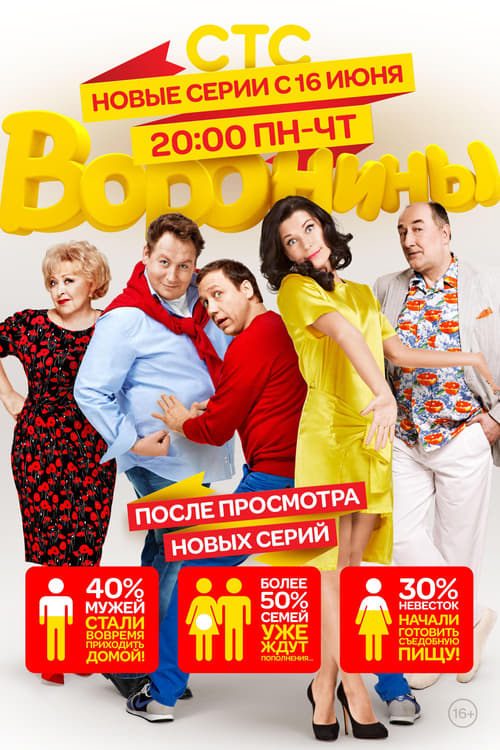 СТС
НОВЫЕ СЕРИИ С 16 ИЮНЯ
20:00 ПН-ЧТ
Воронины
ПОСЛЕ ПРОСМОТРА
НОВЫХ СЕРИЙ
40%
МУЖЕЙ
СТАЛИ
ВОВРЕМЯ
ПРИХОДИТЬ
ДОМОЙ!
БОЛЕЕ
50%
СЕМЕЙ
УЖЕ
ЖДУТ
ПОПОЛНЕНИЯ...
30%
НЕВЕСТОК
НАЧАЛИ
ГОТОВИТЬ
СЪЕДОБНУЮ
ПИЩУ!
16+